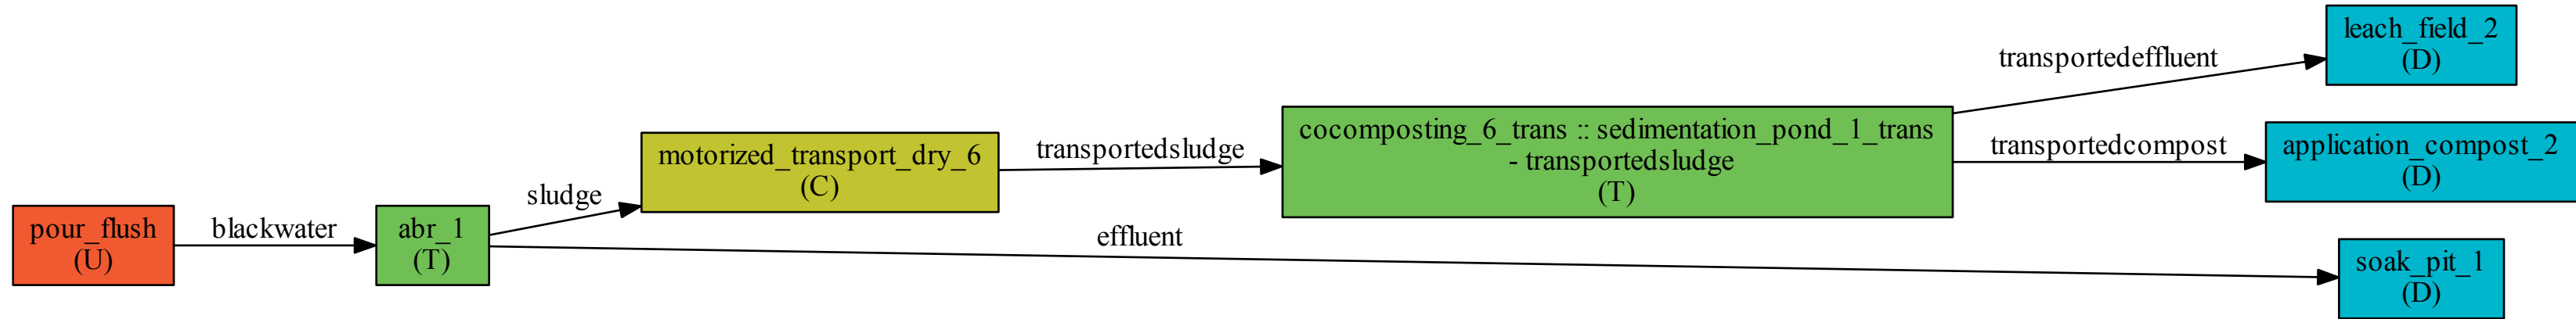 pour_flush
(U)
blackwater
abr_1
(T)
sludge
motorized_transport_dry_6
(C)
transportedsludge
cocomposting_6_trans :: sedimentation_pond_1_trans
- transportedsludge
(T)
transportedeffluent
leach_field_2
(D)
transportedcompost
application_compost_2
(D)
effluent
soak_pit_1
(D)